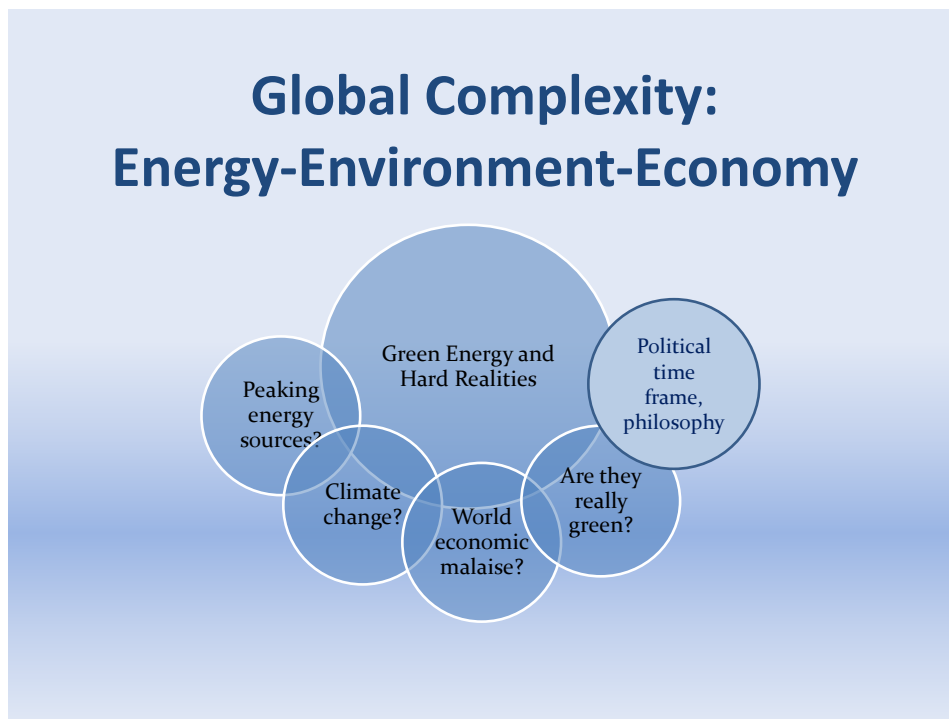 Global Complexity:
Energy-Environment-Economy
Green Energy and
Hard Realities
Peaking
energy
sources?
Climate
change?
World
economic
malaise?
Are they
really
green?
Political
time
frame,
philosophy